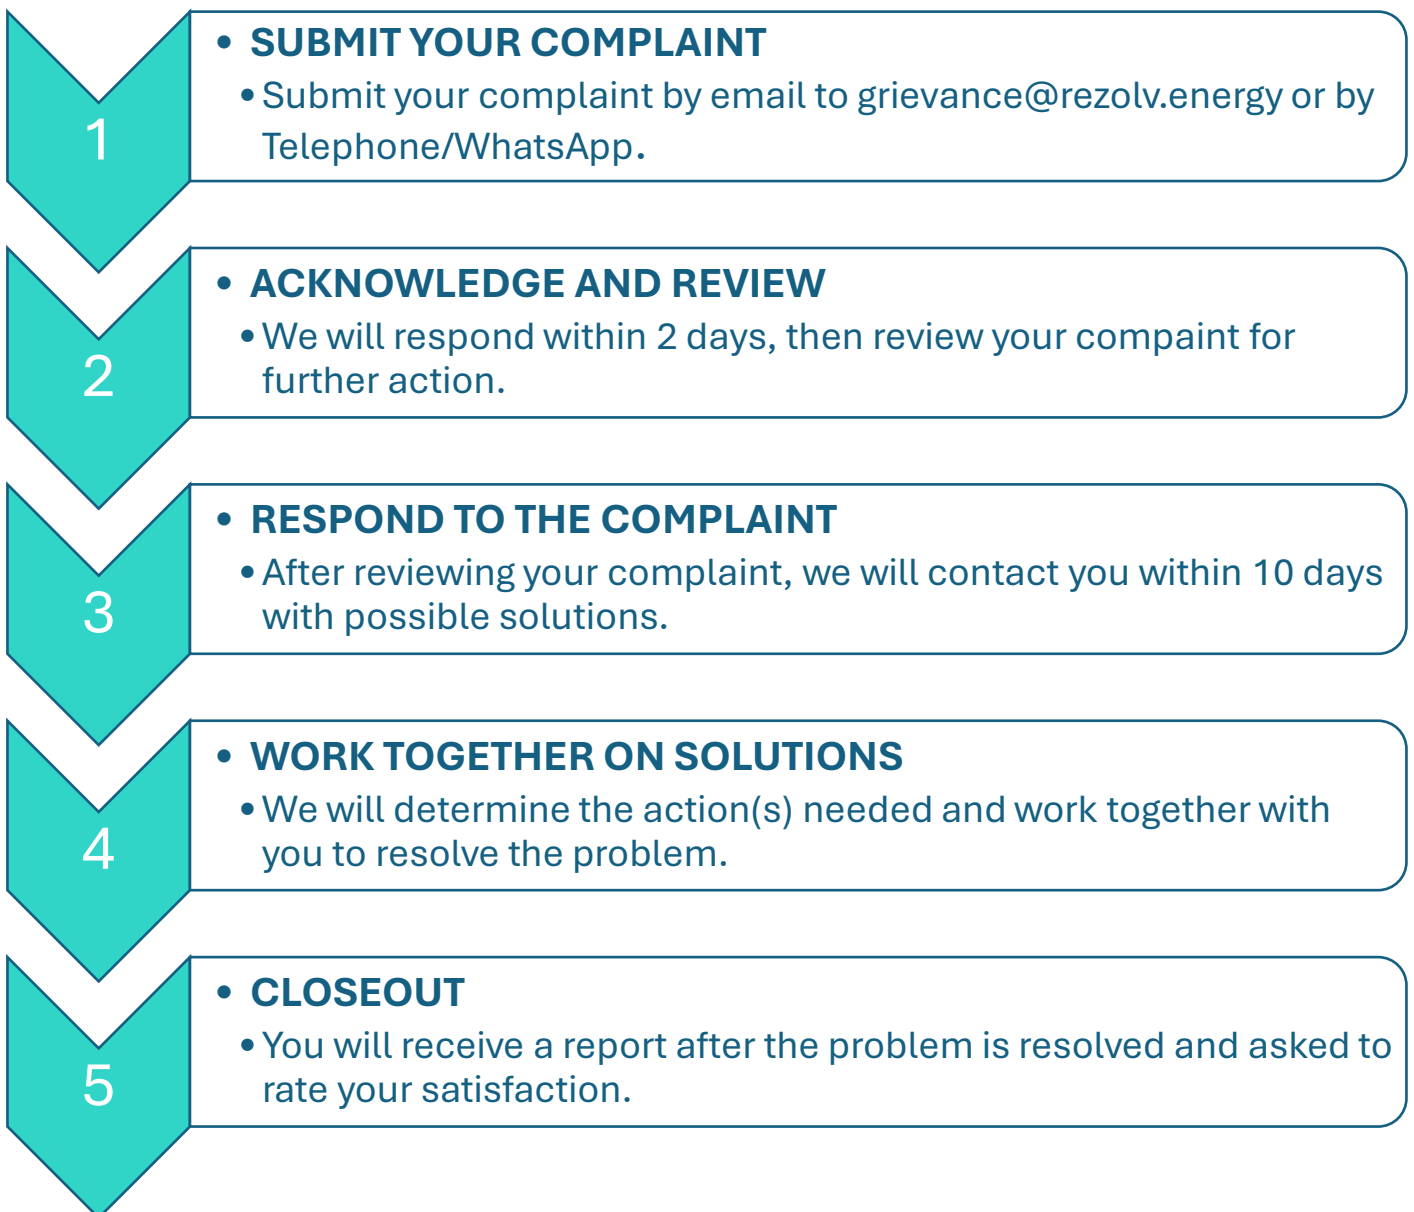 1
• SUBMIT YOUR COMPLAINT
• Submit your complaint by email to grievance@rezolv.energy or by
Telephone/WhatsApp.
2
• ACKNOWLEDGE AND REVIEW
• We will respond within 2 days, then review your compaint for
further action.
3
• RESPOND TO THE COMPLAINT
• After reviewing your complaint, we will contact you within 10 days
with possible solutions.
4
• WORK TOGETHER ON SOLUTIONS
• We will determine the action(s) needed and work together with
you to resolve the problem.
5
• CLOSEOUT
• You will receive a report after the problem is resolved and asked to
rate your satisfaction.